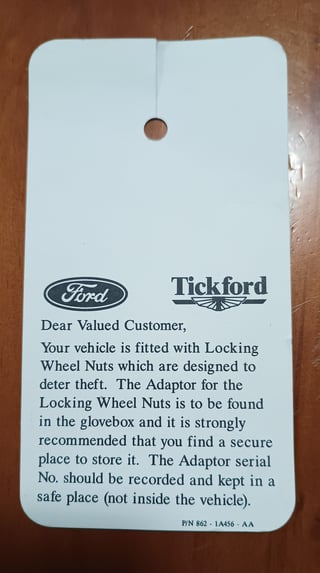 Ford
Tickford
Dear Valued Customer,
Your vehicle is fitted with Locking
Wheel Nuts which are designed to
deter theft. The Adaptor for the
Locking Wheel Nuts is to be found
in the glovebox and it is strongly
recommended that you find a secure
place to store it. The Adaptor serial
No. should be recorded and kept in a
safe place (not inside the vehicle).
P/N 862 - 1A456 - AA